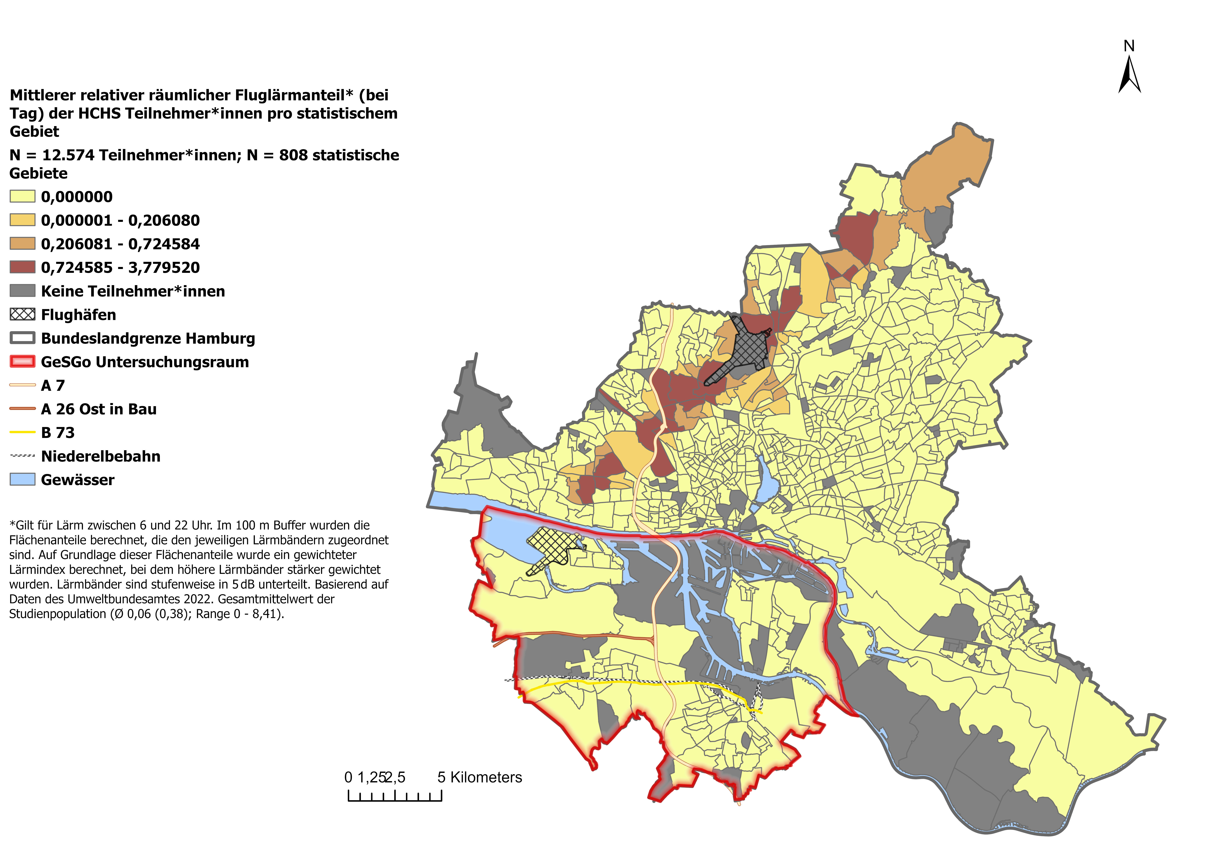 N
Mittlerer relativer räumlicher Fluglärmanteil* (bei
Tag) der HCHS Teilnehmer*innen pro statistischem
Gebiet
N = 12.574 Teilnehmer*innen; N = 808 statistische
Gebiete
0,000000
0,000001 - 0,206080
0,206081 - 0,724584
0,724585 - 3,779520
Keine Teilnehmer*innen
Flughäfen
Bundeslandgrenze Hamburg
GeSGo Untersuchungsraum
A 7
A 26 Ost in Bau
B 73
Niederelbebahn
Gewässer
*Gilt für Lärm zwischen 6 und 22 Uhr. Im 100 m Buffer wurden die
Flächenanteile berechnet, die den jeweiligen Lärmbändern zugeordnet
sind. Auf Grundlage dieser Flächenanteile wurde ein gewichteter
Lärmindex berechnet, bei dem höhere Lärmbänder stärker gewichtet
wurden. Lärmbänder sind stufenweise in 5 dB unterteilt. Basierend auf
Daten des Umweltbundesamtes 2022. Gesamtmittelwert der
Studienpopulation (Ø 0,06 (0,38); Range 0 - 8,41).
0 1,25 2,5 5 Kilometers